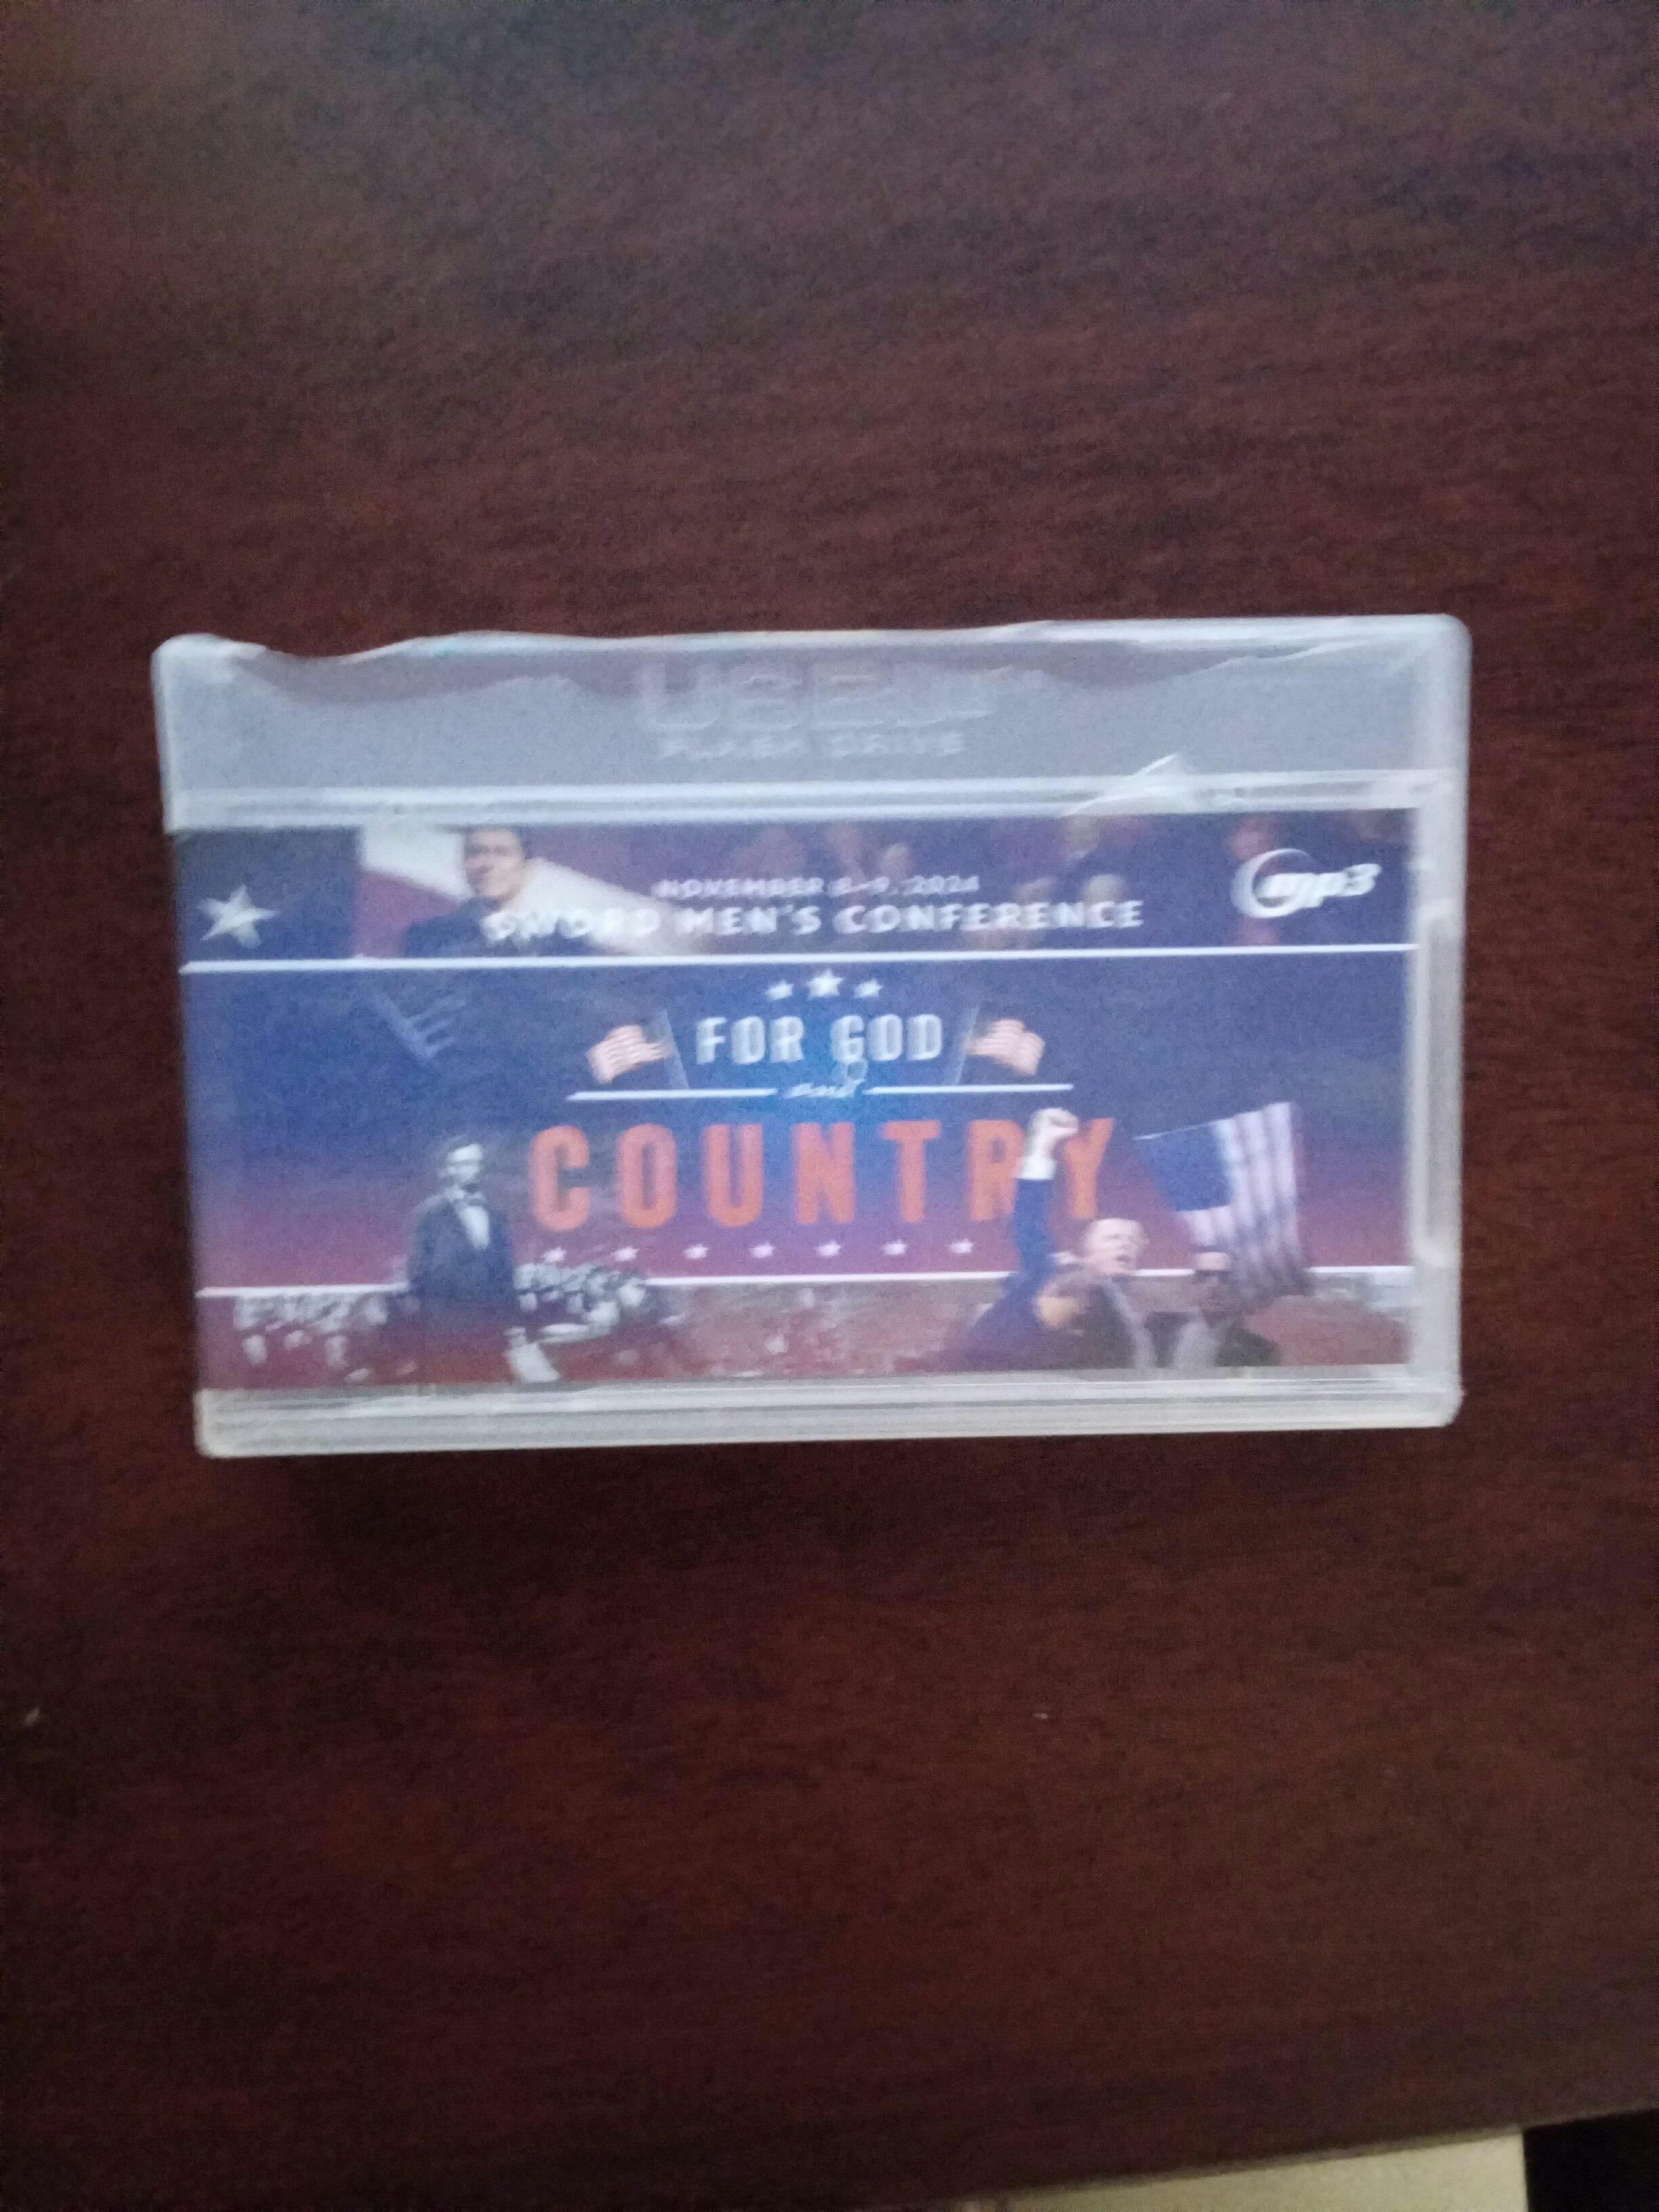 USB
FLASH DRIVE
NOVEMBER 8-9, 2024
mp3
SWORD MEN'S CONFERENCE
FOR GOD
and
COUNTRY